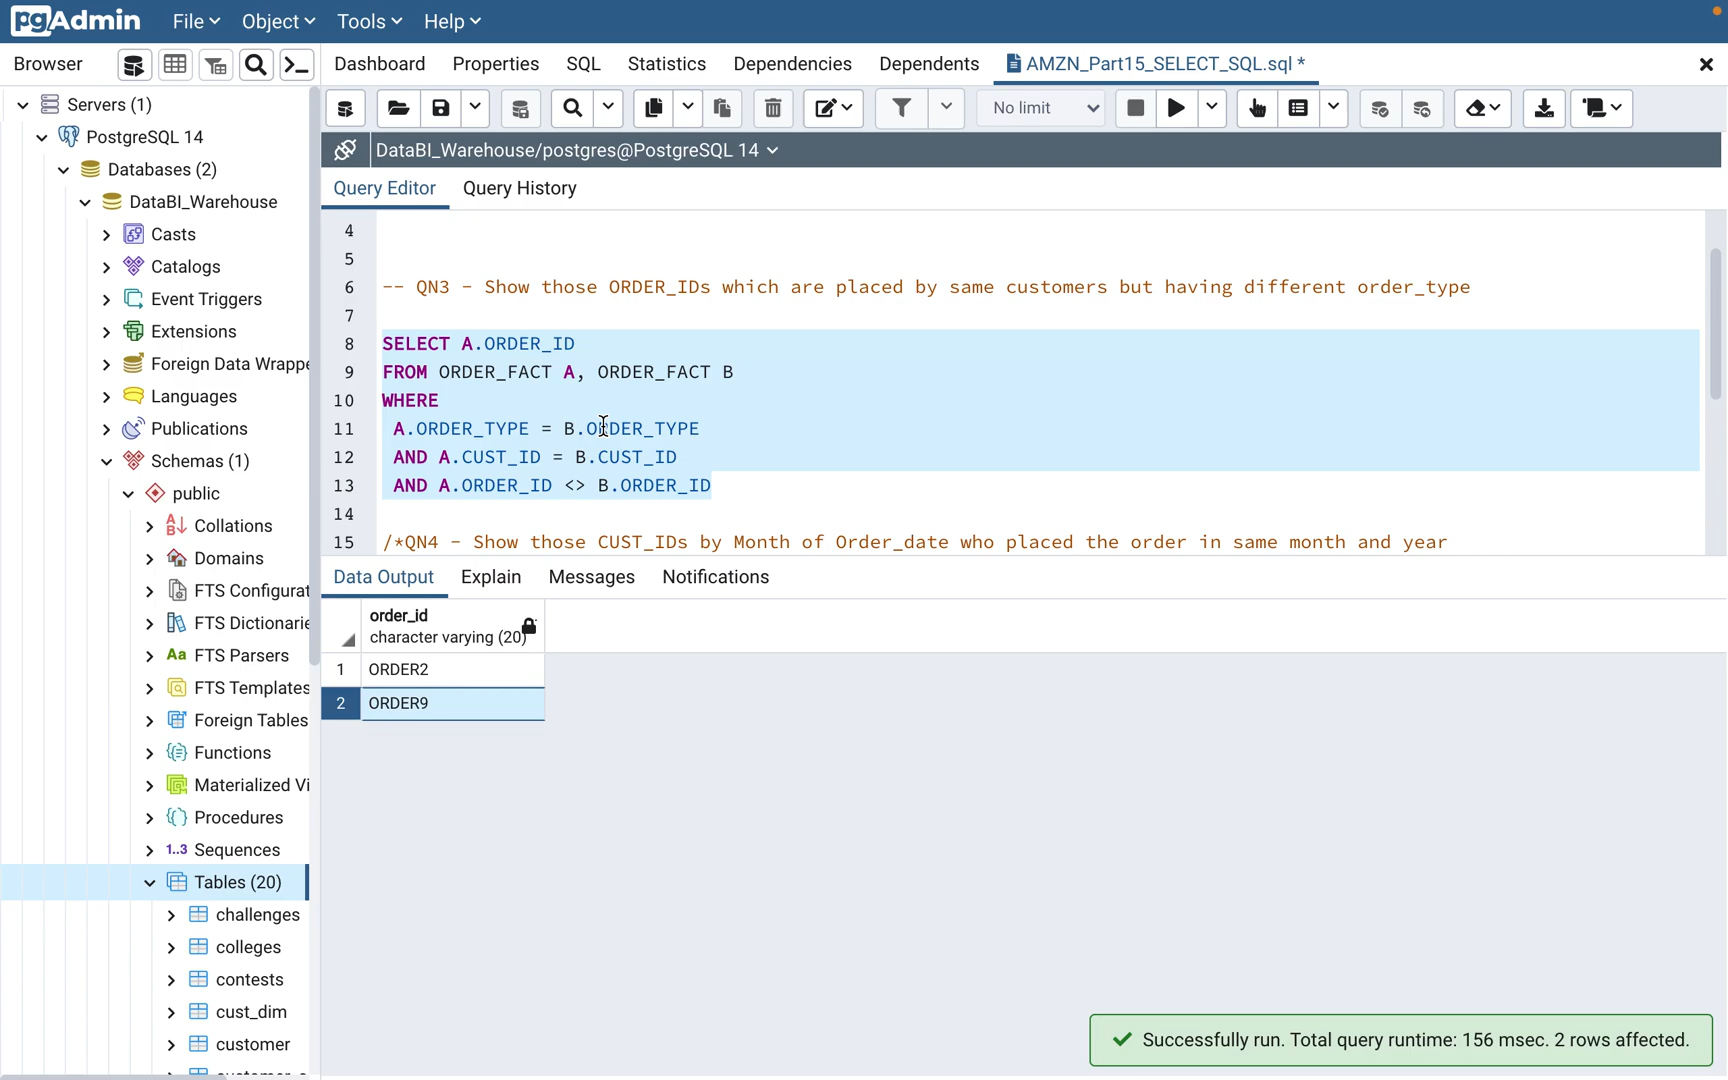 pgAdmin File Object Tools Help
Browser
Dashboard Properties SQL Statistics Dependencies Dependents AMZN_Part15_SELECT_SQL.sql *
No limit
DataBI_Warehouse/postgres@PostgreSQL 14
Query Editor Query History
Servers (1)
PostgreSQL 14
Databases (2)
DataBI_Warehouse
Casts
Catalogs
Event Triggers
Extensions
Foreign Data Wrappe
Languages
Publications
Schemas (1)
public
Collations
Domains
FTS Configurat
FTS Dictionarie
Aa FTS Parsers
FTS Templates
Foreign Tables
Functions
Materialized Vi
Procedures
1..3 Sequences
Tables (20)
challenges
colleges
contests
cust_dim
customer
4
5
6 -- QN3 - Show those ORDER_IDs which are placed by same customers but having different order_type
7
8 SELECT A.ORDER_ID
9 FROM ORDER_FACT A, ORDER_FACT B
10 WHERE
11 A.ORDER_TYPE = B.ORDER_TYPE
12 AND A.CUST_ID = B.CUST_ID
13 AND A.ORDER_ID <> B.ORDER_ID
14
15 /*QN4 - Show those CUST_IDs by Month of Order_date who placed the order in same month and year
Data Output Explain Messages Notifications
order_id
character varying (20)
1 ORDER2
2 ORDER9
Successfully run. Total query runtime: 156 msec. 2 rows affected.